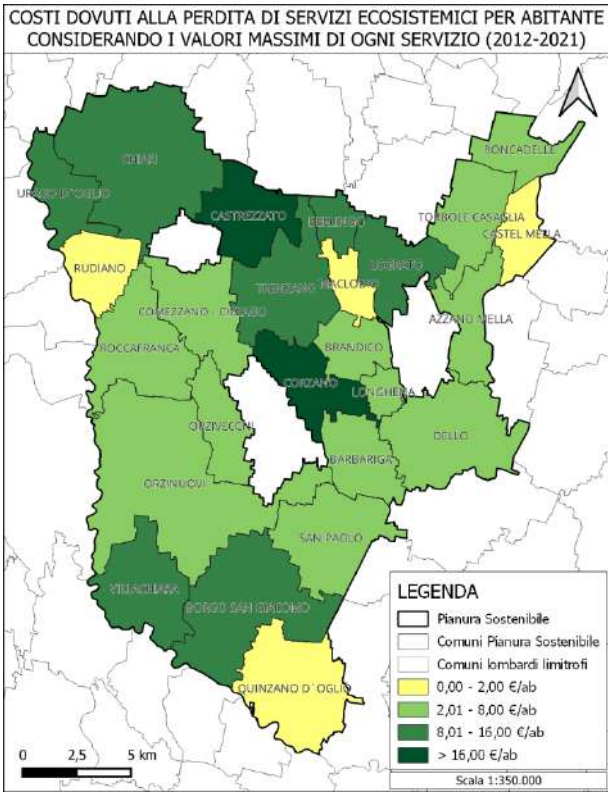 COSTI DOVUTI ALLA PERDITA DI SERVIZI ECOSISTEMICI PER ABITANTE
CONSIDERANDO I VALORI MASSIMI DI OGNI SERVIZIO (2012-2021)
RONCADELLE
CHIARI
URAGO D`OGLIO
CASTREZZATO
BERLINGO
TORBOLE CASAGLIA
CASTEL MELLA
LOGRATO
RUDIANO
TRENZANO
MACLODIO
COMEZZANO - CIZZAGO
AZZANO MELLA
ROCCAFRANCA
BRANDICO
CORZANO
LONGHENA
ORZIVECCHI
DELLO
BARBARIGA
ORZINUOVI
SAN PAOLO
VILLACHIARA
BORGO SAN GIACOMO
QUINZANO D`OGLIO
LEGENDA
Pianura Sostenibile
Comuni Pianura Sostenibile
Comuni lombardi limitrofi
0,00 - 2,00 €/ab
2,01 - 8,00 €/ab
8,01 - 16,00 €/ab
> 16,00 €/ab
0 2,5 5 km
Scala 1:350.000